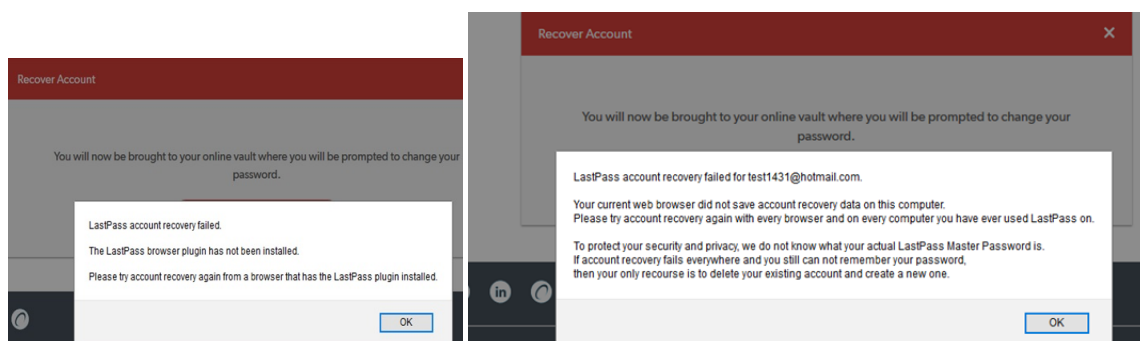 Recover Account
You will now be brought to your online vault where you will be prompted to change your
password.
LastPass account recovery failed.
The LastPass browser plugin has not been installed.
Please try account recovery again from a browser that has the LastPass plugin installed.
OK
Recover Account
You will now be brought to your online vault where you will be prompted to change your
password.
LastPass account recovery failed for test1431@hotmail.com.
Your current web browser did not save account recovery data on this computer.
Please try account recovery again with every browser and on every computer you have ever used LastPass on.
To protect your security and privacy, we do not know what your actual LastPass Master Password is.
If account recovery fails everywhere and you still can not remember your password,
then your only recourse is to delete your existing account and create a new one.
in
OK